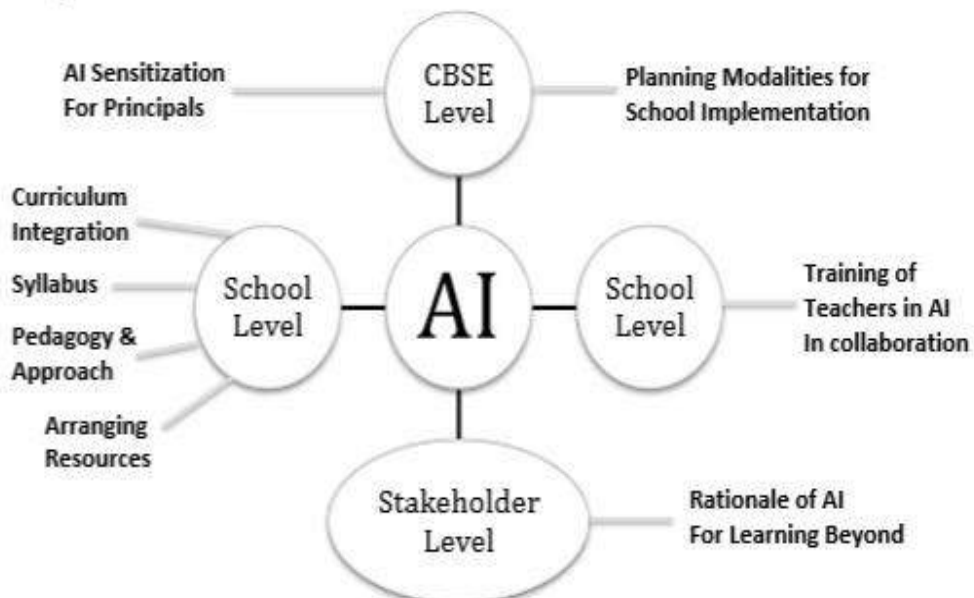 AI Sensitization
For Principals
CBSE
Level
Planning Modalities for
School Implementation
Curriculum
Integration
Syllabus
Pedagogy &
Approach
Arranging
Resources
School
Level
AI
School
Level
Training of
Teachers in AI
In collaboration
Stakeholder
Level
Rationale of AI
For Learning Beyond